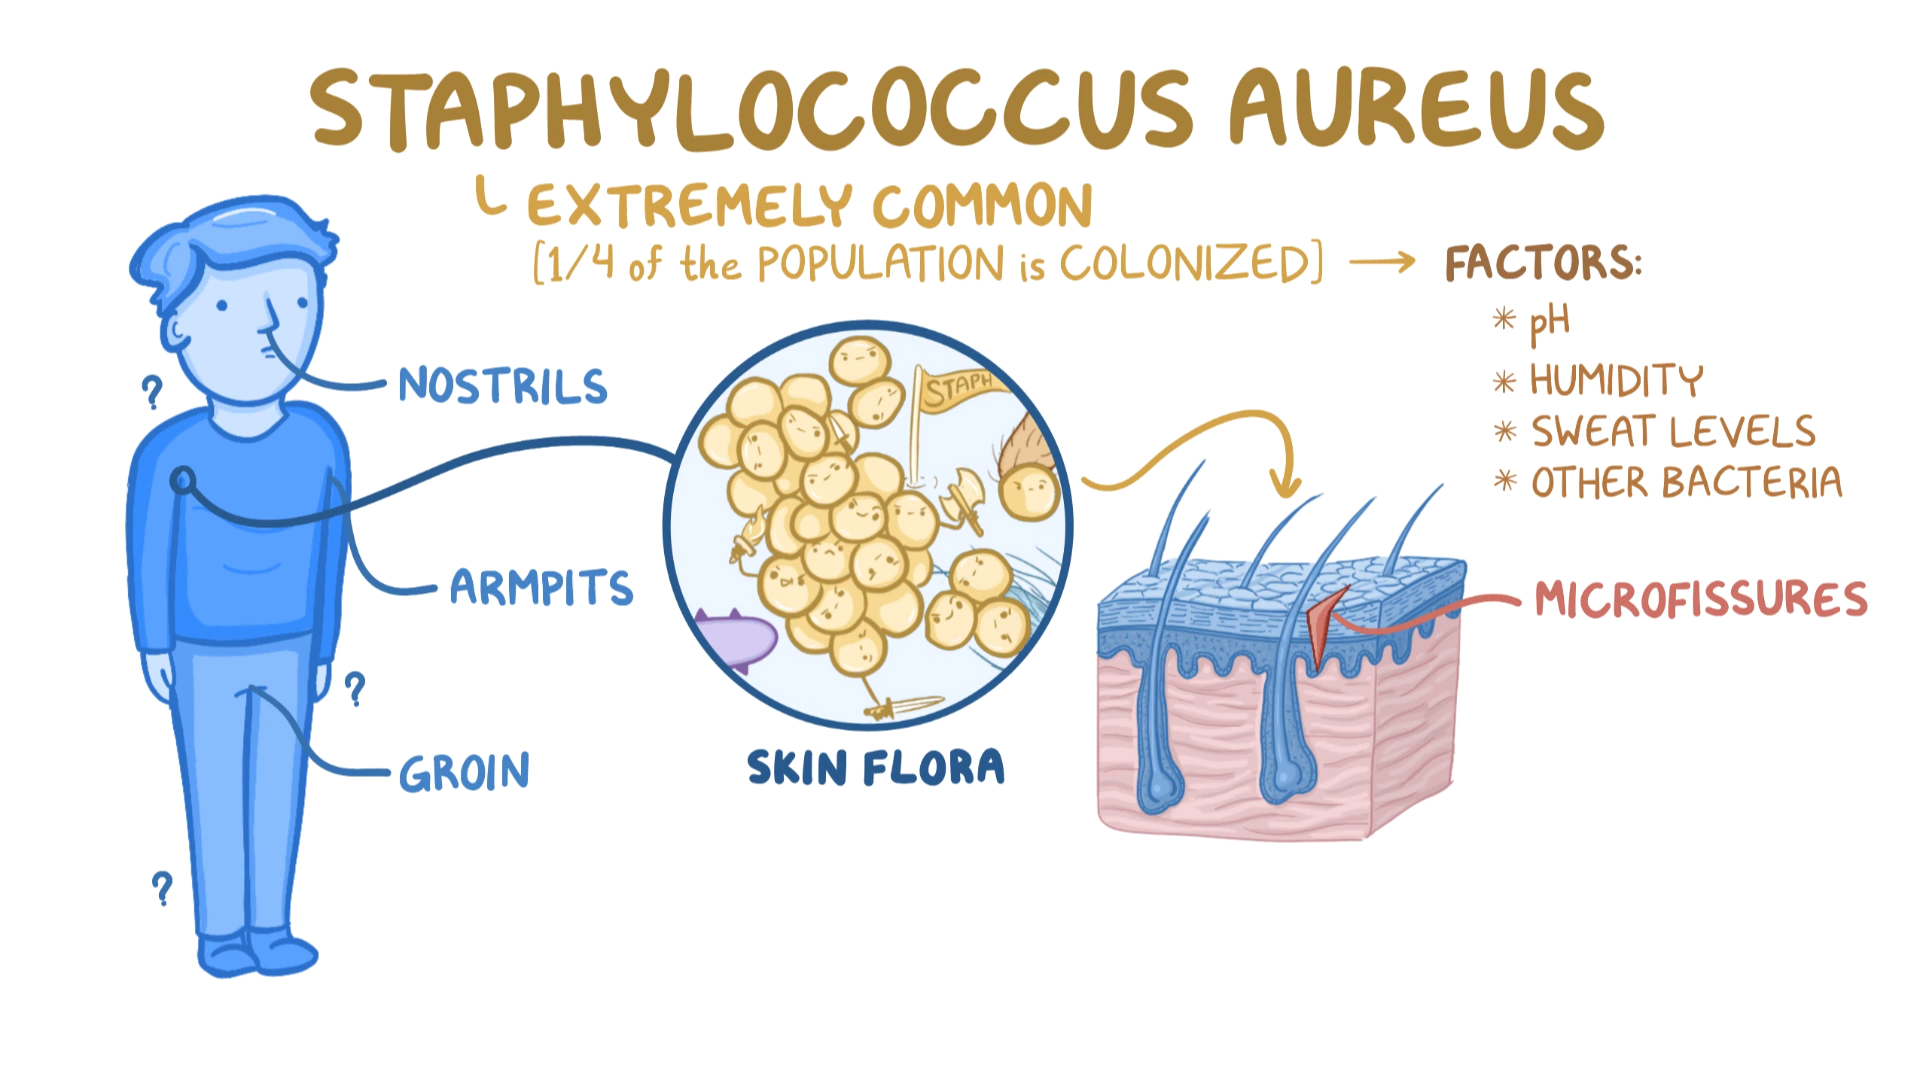 STAPHYLOCOCCUS AUREUS
EXTREMELY COMMON
[1/4 of the POPULATION is COLONIZED] → FACTORS:
* pH
* HUMIDITY
* SWEAT LEVELS
* OTHER BACTERIA
?
NOSTRILS
STAPH
ARMPITS
MICROFISSURES
?
GROIN
SKIN FLORA
?